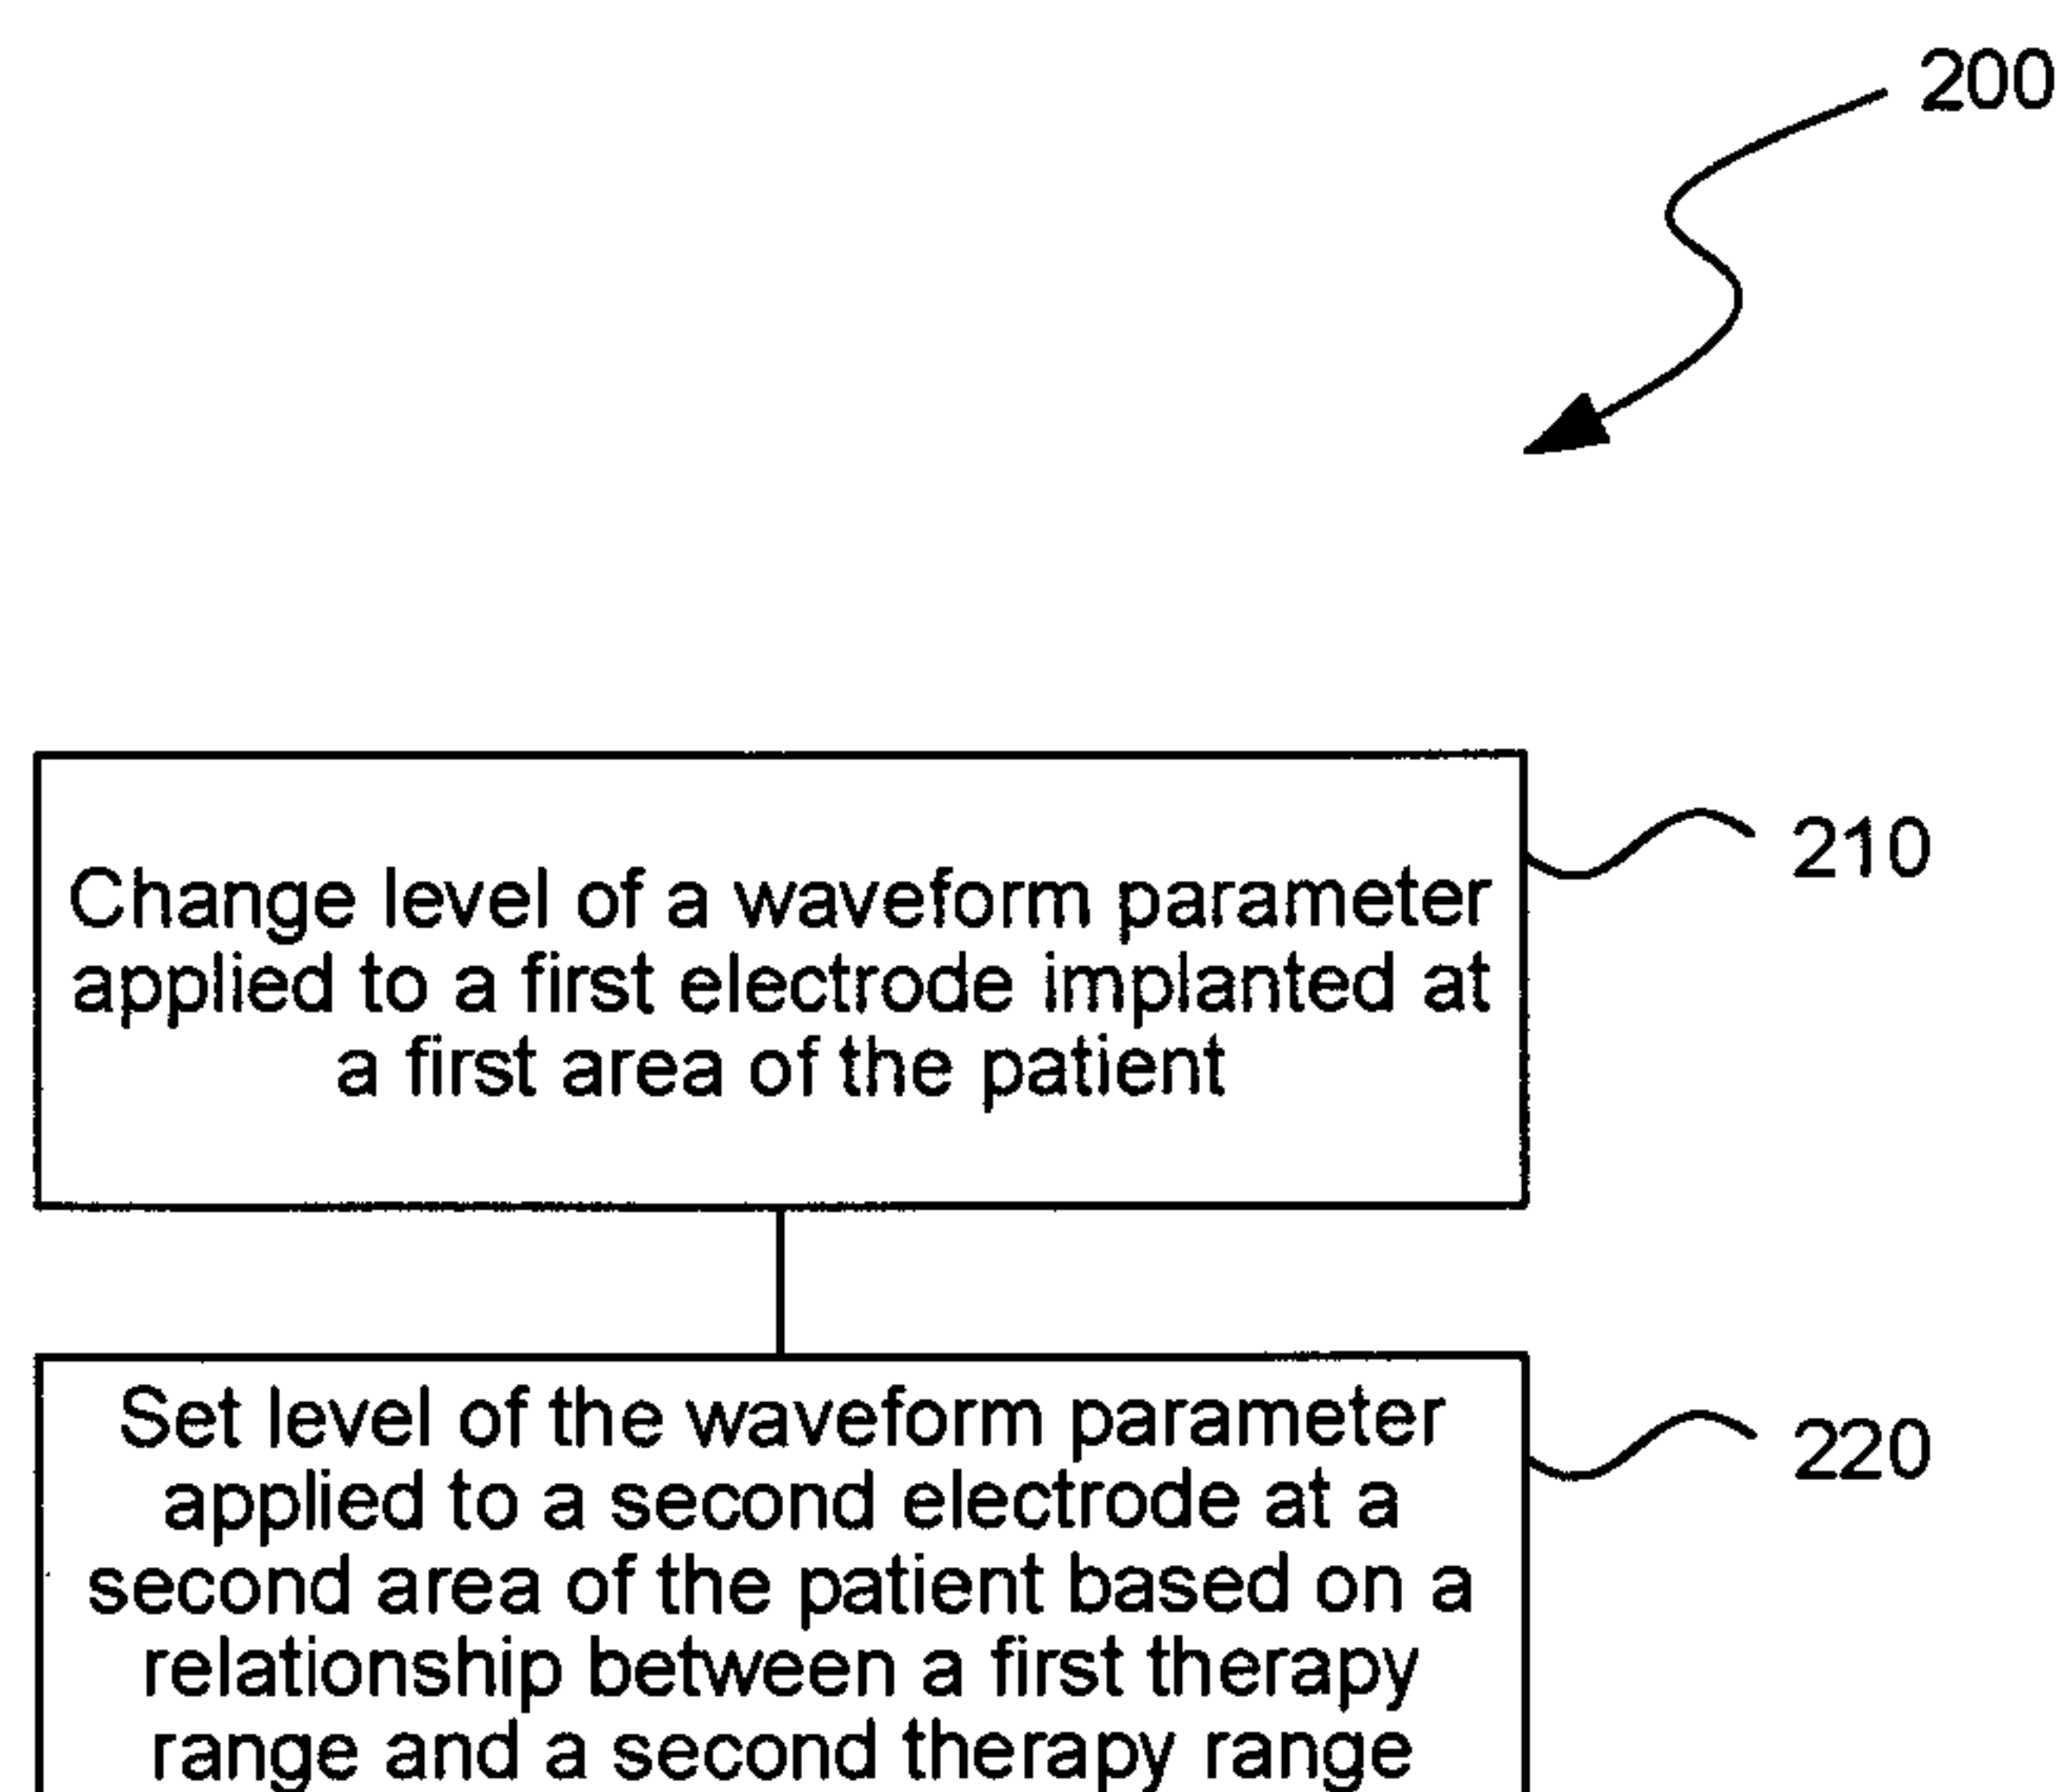 200
210
Change level of a waveform parameter
applied to a first electrode implanted at
a first area of the patient
220
Set level of the waveform parameter
applied to a second electrode at a
second area of the patient based on a
relationship between a first therapy
range and a second therapy range